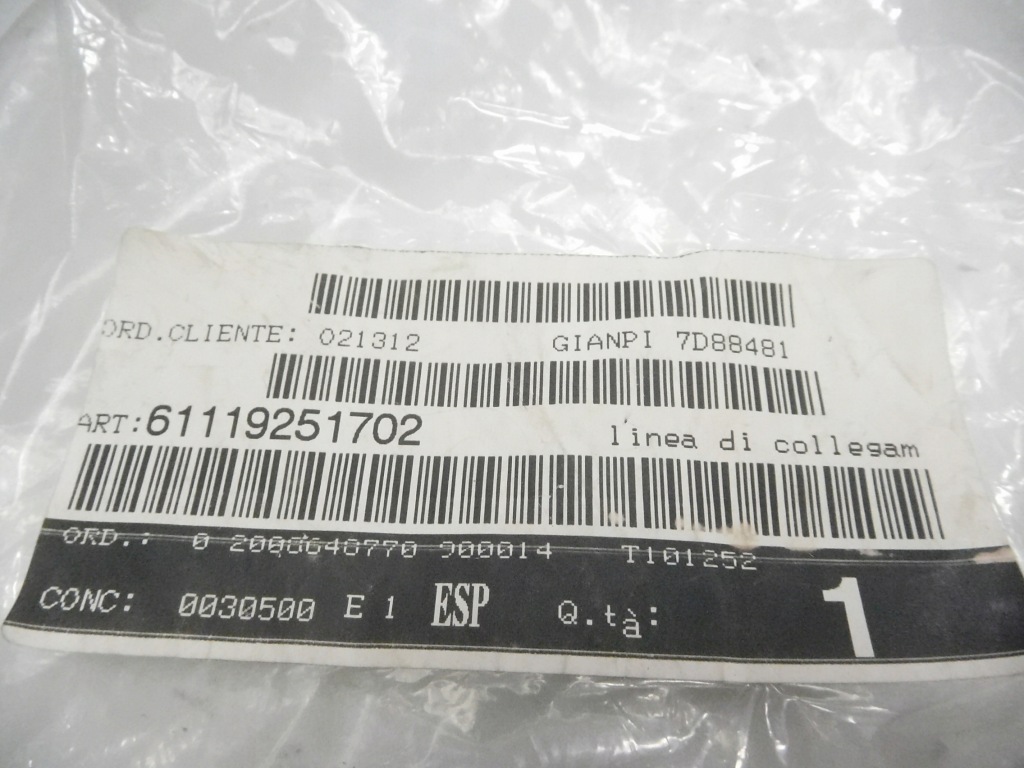 ORD.CLIENTE: 021312 GIANPI 7D88481
ART:61119251702 linea di collegam
ORD.: 0 2008648770 900014 T101252
CONC: 0030500 E 1 ESP Q.tà: 1